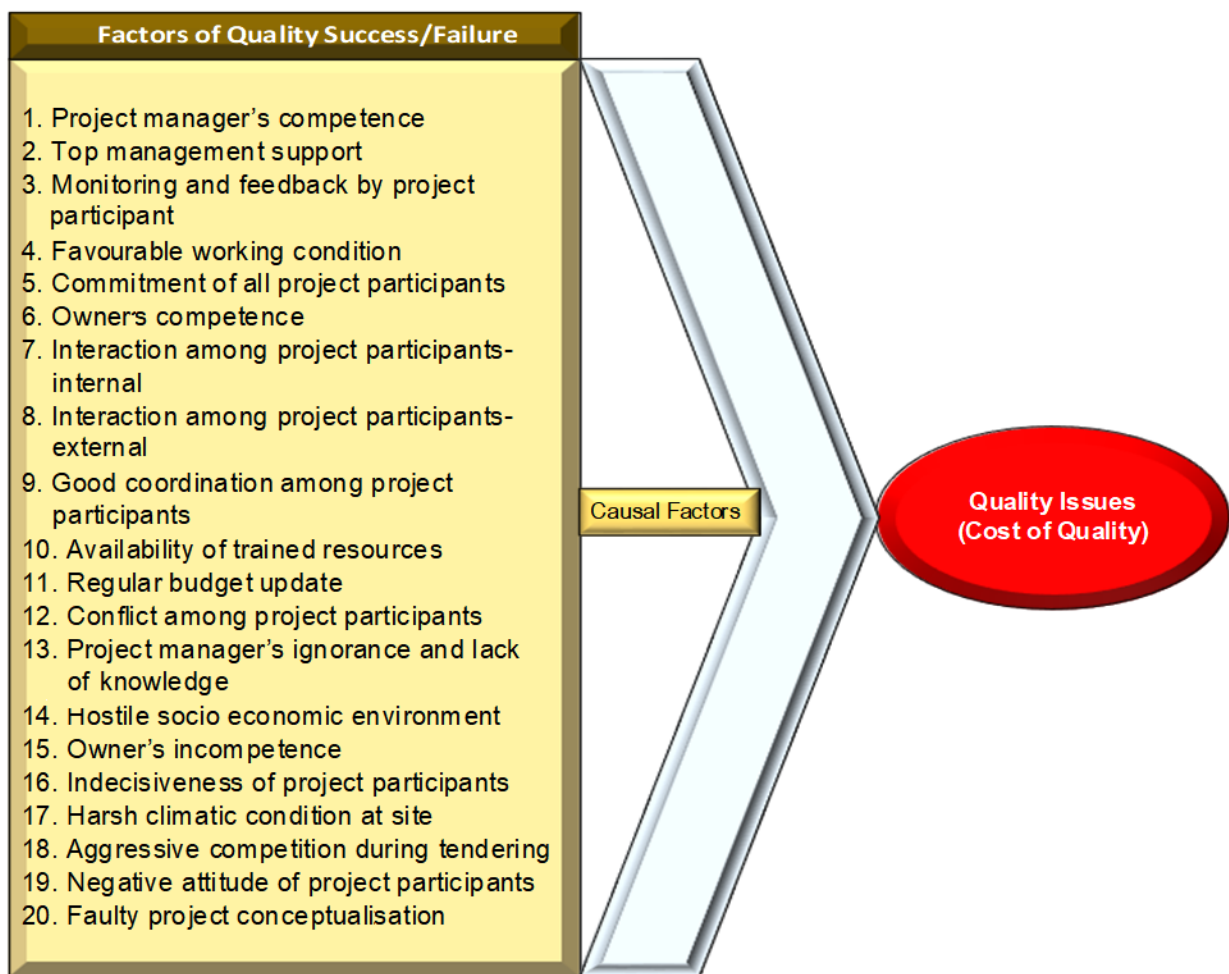 Factors of Quality Success/Failure
1. Project manager’s competence
2. Top management support
3. Monitoring and feedback by project
participant
4. Favourable working condition
5. Commitment of all project participants
6. Owner's competence
7. Interaction among project participants-
internal
8. Interaction among project participants-
external
9. Good coordination among project
participants
10. Availability of trained resources
11. Regular budget update
12. Conflict among project participants
13. Project manager’s ignorance and lack
of knowledge
14. Hostile socio economic environment
15. Owner’s incompetence
16. Indecisiveness of project participants
17. Harsh climatic condition at site
18. Aggressive competition during tendering
19. Negative attitude of project participants
20. Faulty project conceptualisation
Causal Factors
Quality Issues
(Cost of Quality)